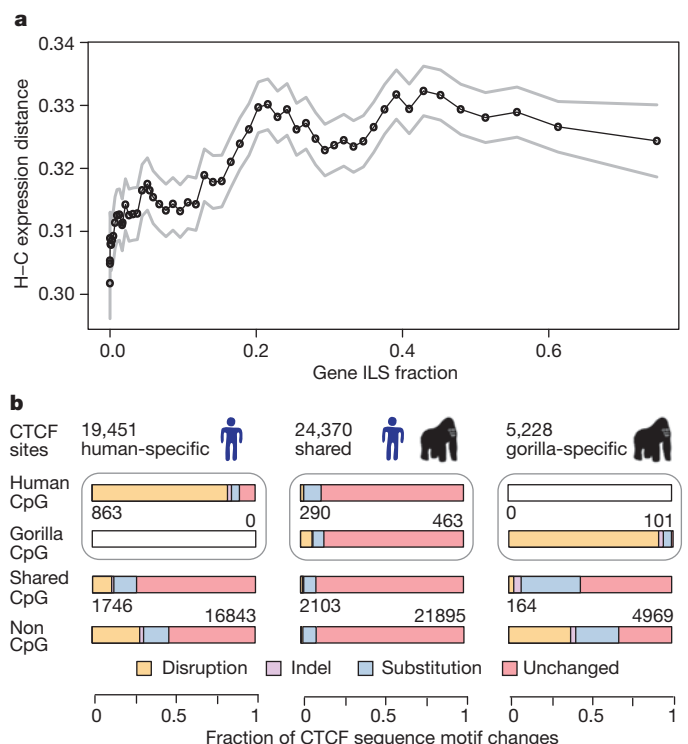 a
0.34
0.33
0.32
0.31
0.30
H–C expression distance
0.0 0.2 0.4 0.6
Gene ILS fraction
b
CTCF sites
19,451 human-specific
24,370 shared
5,228 gorilla-specific
Human CpG
863 0
290 463
0 101
Gorilla CpG
Shared CpG
1746 16843
2103 21895
164 4969
Non CpG
Disruption Indel Substitution Unchanged
0 0.5 1 0 0.5 1 0 0.5 1
Fraction of CTCF sequence motif changes